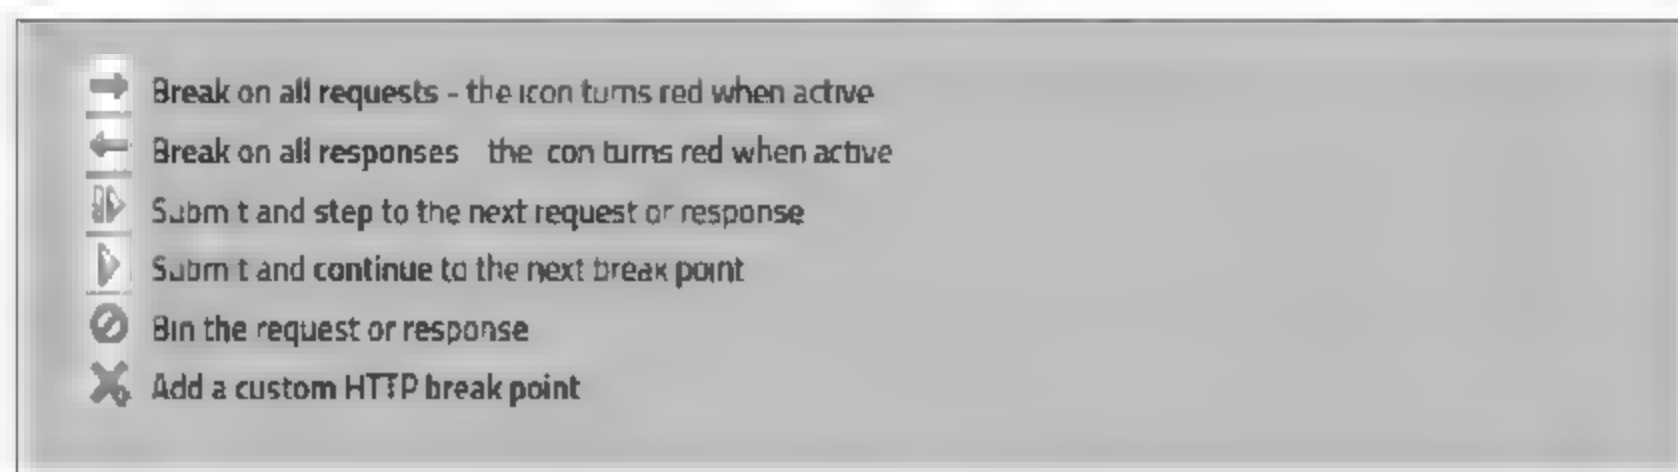 Break on all requests - the icon turns red when active
Break on all responses the icon turns red when active
Submit and step to the next request or response
Submit and continue to the next break point
Bin the request or response
Add a custom HTTP break point